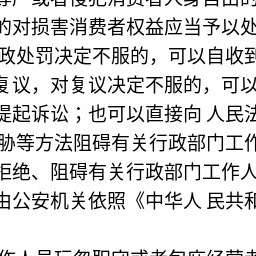 的对损害消费者权益应当予以处
政处罚决定不服的，可以自收到
复议，对复议决定不服的，可以
提起诉讼；也可以直接向 人民法
胁等方法阻碍有关行政部门工作
拒绝、阻碍有关行政部门工作人
由公安机关依照《中华人 民共和